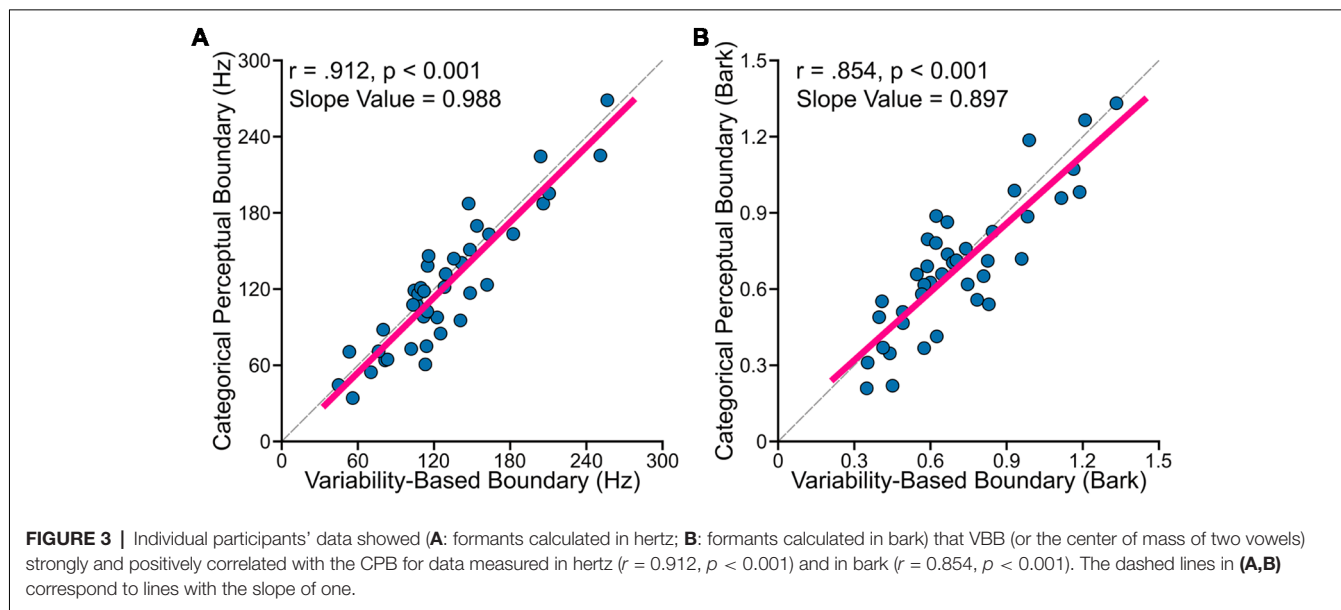 A
Categorical Perceptual Boundary (Hz)
r = .912, p < 0.001
Slope Value = 0.988
300
240
180
120
60
0
0 60 120 180 240 300
Variability-Based Boundary (Hz)
B
Categorical Perceptual Boundary (Bark)
r = .854, p < 0.001
Slope Value = 0.897
1.5
1.2
0.9
0.6
0.3
0
0 0.3 0.6 0.9 1.2 1.5
Variability-Based Boundary (Bark)
FIGURE 3 | Individual participants’ data showed (A: formants calculated in hertz; B: formants calculated in bark) that VBB (or the center of mass of two vowels)
strongly and positively correlated with the CPB for data measured in hertz (r = 0.912, p < 0.001) and in bark (r = 0.854, p < 0.001). The dashed lines in (A,B)
correspond to lines with the slope of one.